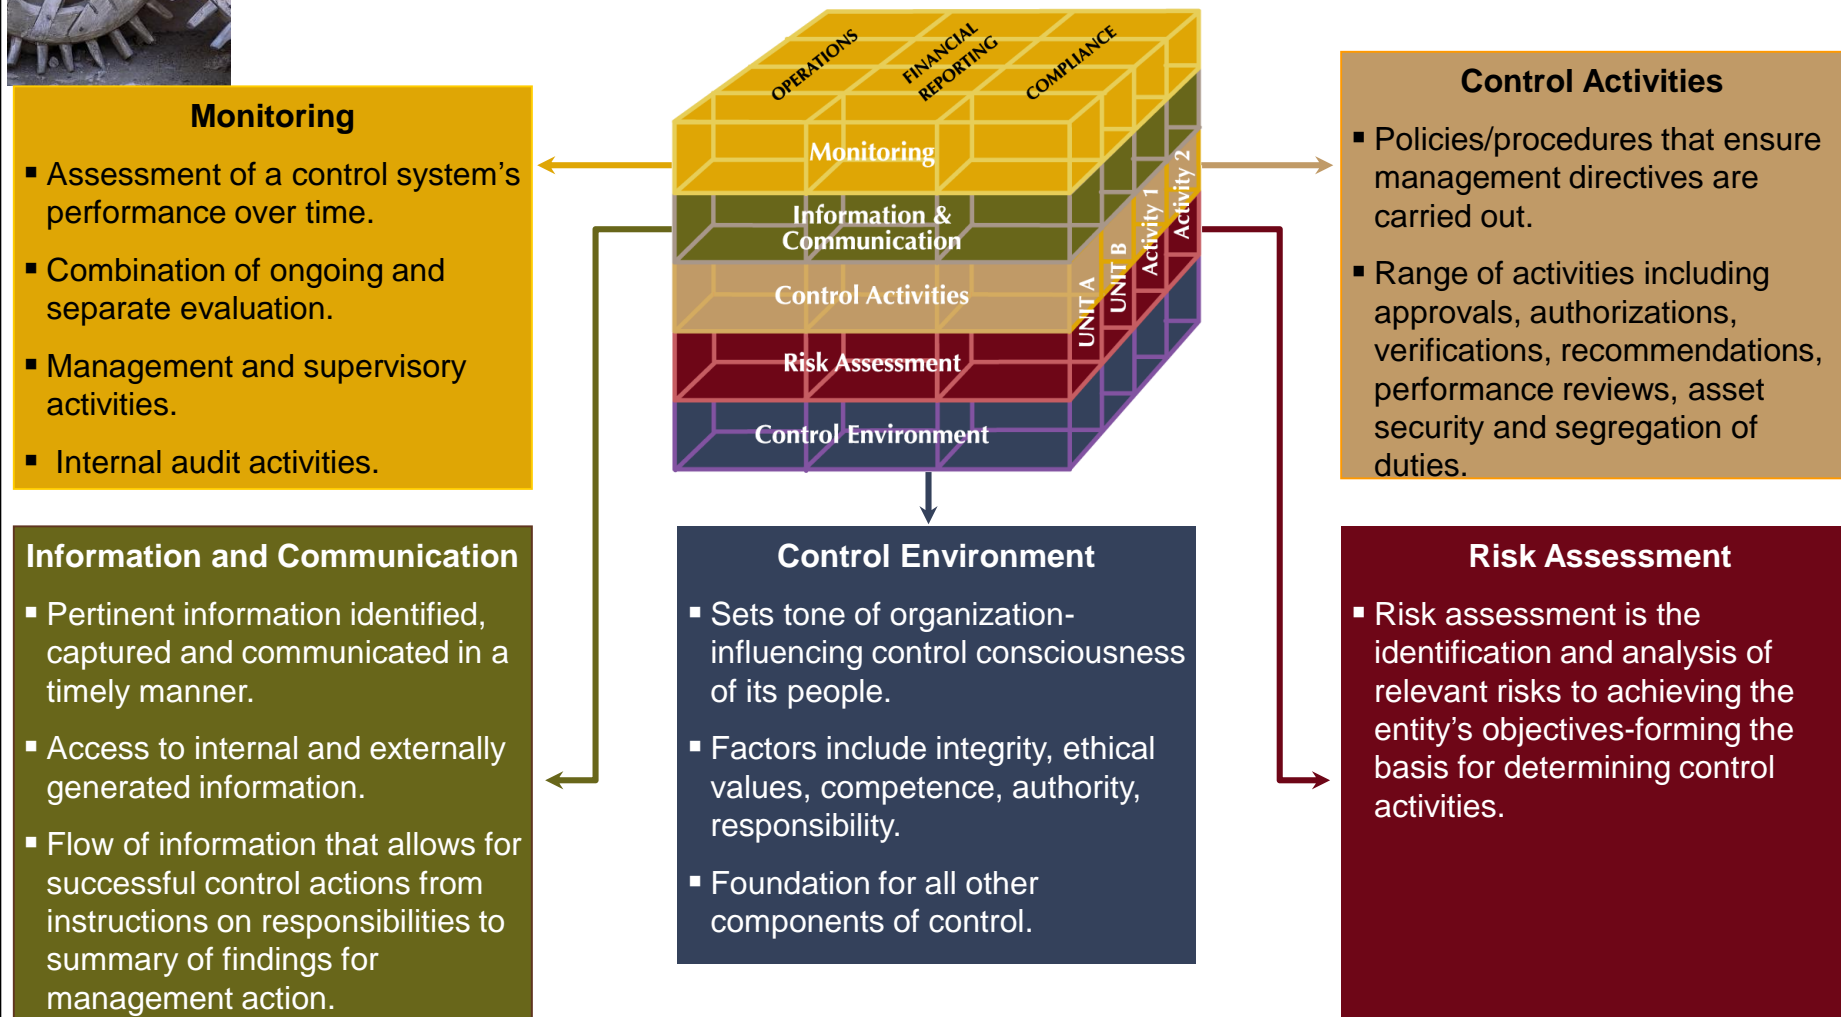 OPERATIONS
FINANCIAL
REPORTING
COMPLIANCE
Monitoring
Information &
Communication
Control Activities
Risk Assessment
Control Environment
UNIT A
UNIT B
Activity 1
Activity 2
Monitoring
▪ Assessment of a control system's
performance over time.
▪ Combination of ongoing and
separate evaluation.
▪ Management and supervisory
activities.
▪ Internal audit activities.
Control Activities
▪ Policies/procedures that ensure
management directives are
carried out.
▪ Range of activities including
approvals, authorizations,
verifications, recommendations,
performance reviews, asset
security and segregation of
duties.
Information and Communication
▪ Pertinent information identified,
captured and communicated in a
timely manner.
▪ Access to internal and externally
generated information.
▪ Flow of information that allows for
successful control actions from
instructions on responsibilities to
summary of findings for
management action.
Control Environment
▪ Sets tone of organization-
influencing control consciousness
of its people.
▪ Factors include integrity, ethical
values, competence, authority,
responsibility.
▪ Foundation for all other
components of control.
Risk Assessment
▪ Risk assessment is the
identification and analysis of
relevant risks to achieving the
entity's objectives-forming the
basis for determining control
activities.